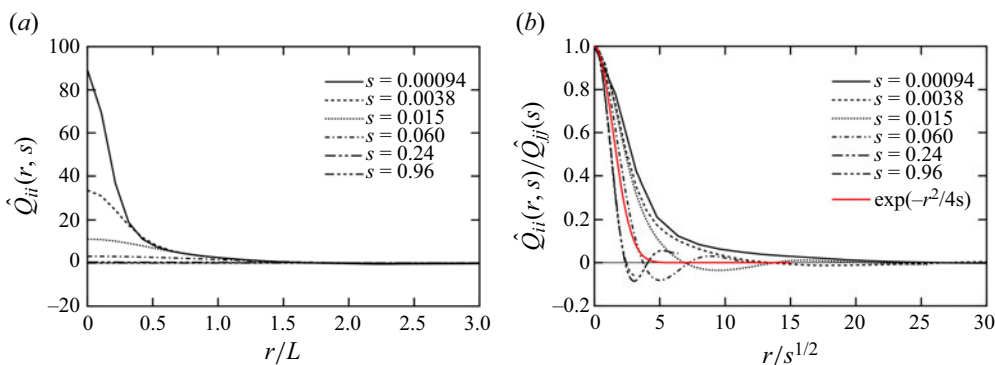 (a)
100
80
60
40
20
0
–20
Q̂ii(r, s)
s = 0.00094
s = 0.0038
s = 0.015
s = 0.060
s = 0.24
s = 0.96
0 0.5 1.0 1.5 2.0 2.5 3.0
r/L
(b)
1.0
0.8
0.6
0.4
0.2
0
–0.2
Q̂ii(r, s)/Q̂jj(s)
s = 0.00094
s = 0.0038
s = 0.015
s = 0.060
s = 0.24
s = 0.96
exp(–r²/4s)
0 5 10 15 20 25 30
r/s^1/2